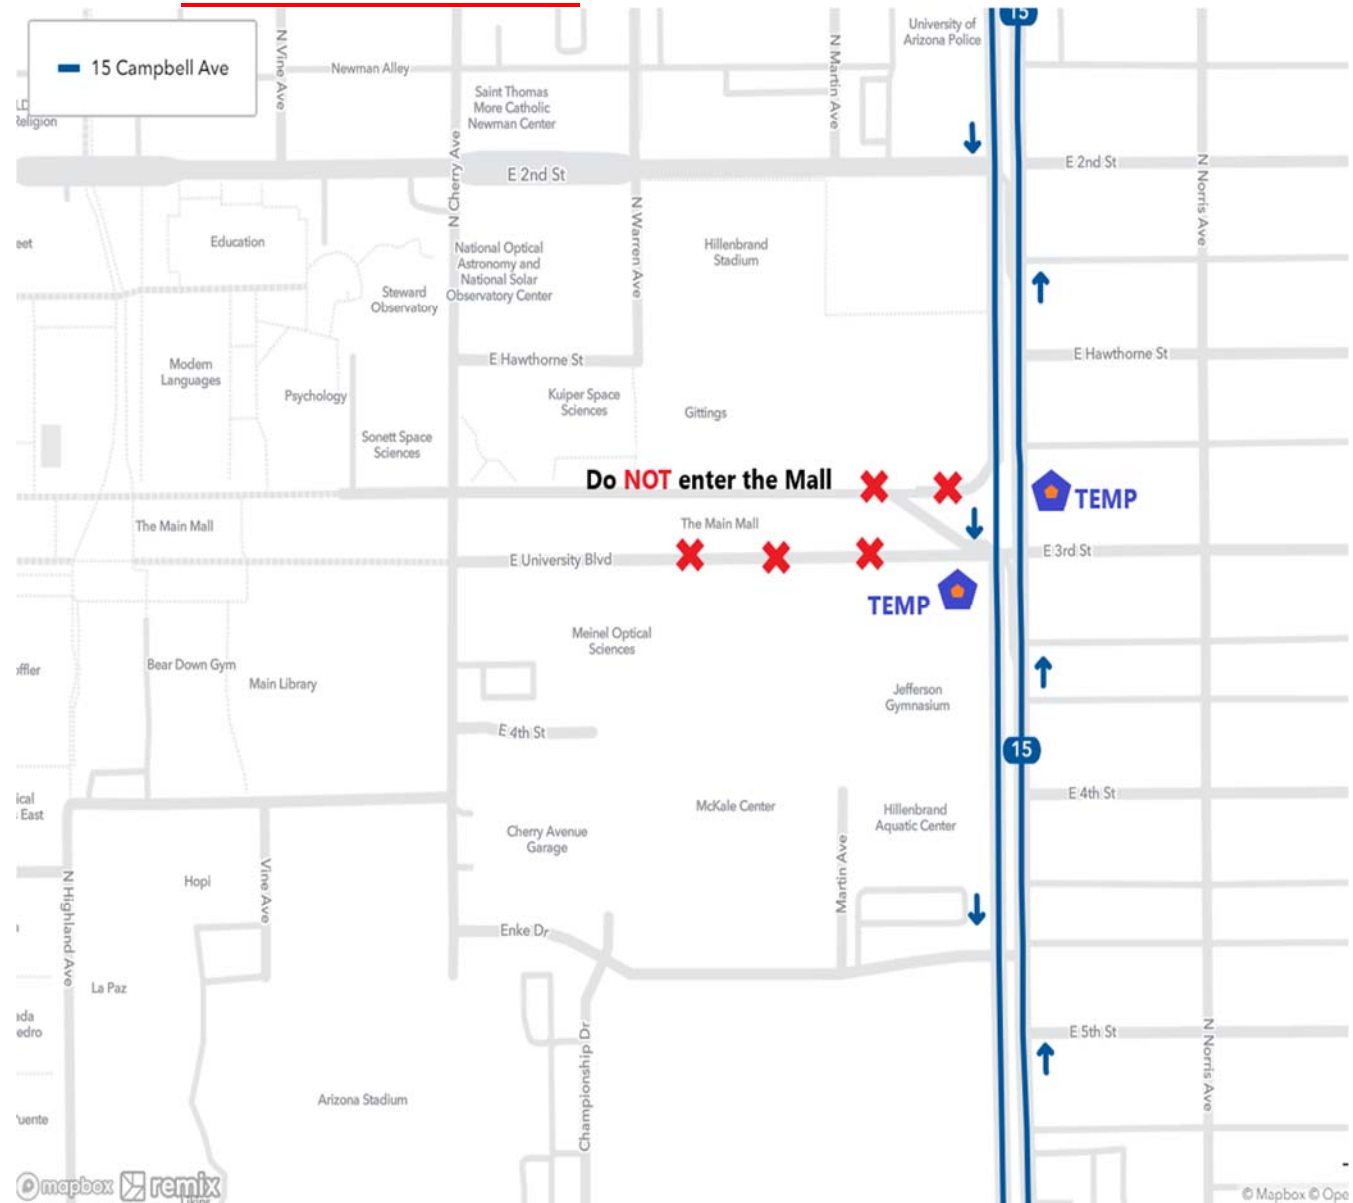 15 Campbell Ave
15
University of
Arizona Police
N Vine Ave
Newman Alley
N Martin Ave
Saint Thomas
More Catholic
Newman Center
Religion
N Cherry Ave
E 2nd St
E 2nd St
N Norris Ave
N Warren Ave
Education
National Optical
Astronomy and
National Solar
Observatory Center
Hillenbrand
Stadium
Steward
Observatory
E Hawthorne St
E Hawthorne St
Modern
Languages
Psychology
Kuiper Space
Sciences
Gittings
Sonett Space
Sciences
Do NOT enter the Mall
TEMP
The Main Mall
The Main Mall
E University Blvd
E 3rd St
TEMP
Meinel Optical
Sciences
Bear Down Gym
Main Library
Jefferson
Gymnasium
E 4th St
15
E 4th St
East
McKale Center
Hillenbrand
Aquatic Center
Cherry Avenue
Garage
Martin Ave
Vine Ave
Hopi
N Highland Ave
Enke Dr
La Paz
E 5th St
N Norris Ave
Championship Dr
Arizona Stadium
mapbox remix
© Mapbox © Ope